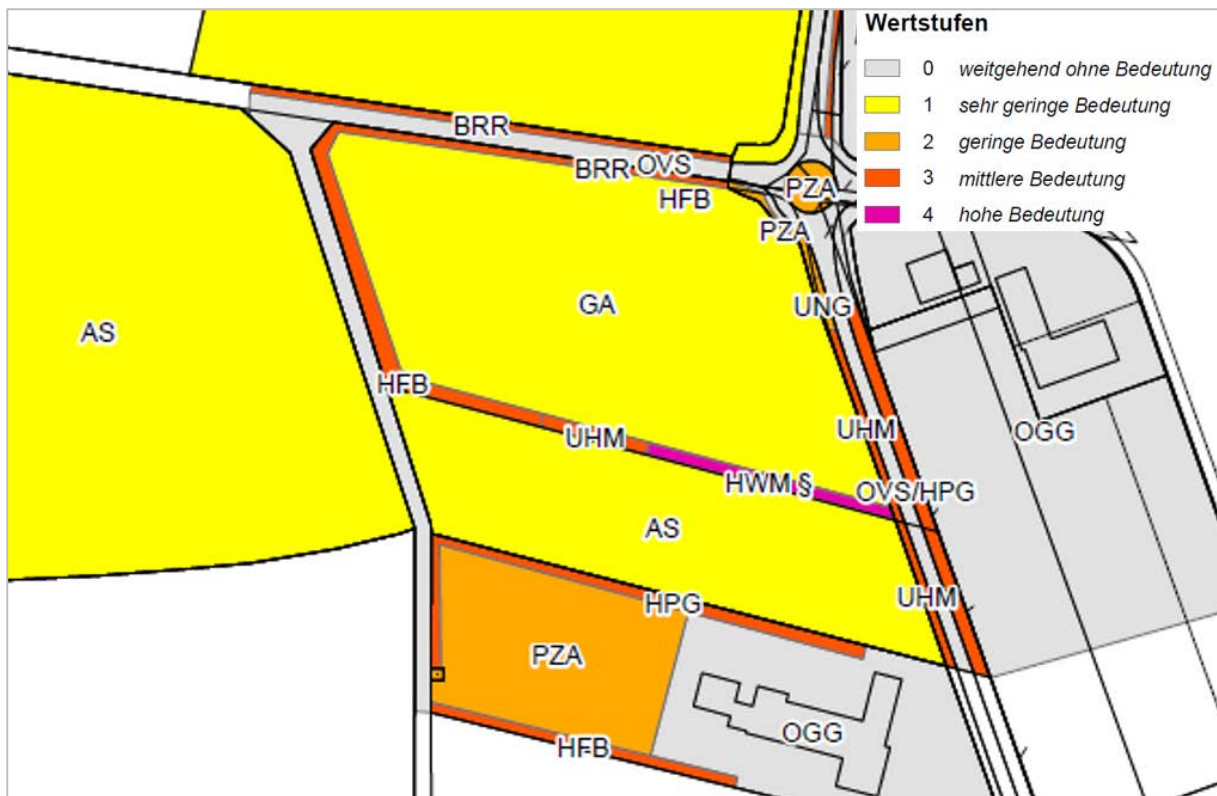 Wertstufen
0 weitgehend ohne Bedeutung
1 sehr geringe Bedeutung
2 geringe Bedeutung
3 mittlere Bedeutung
4 hohe Bedeutung
BRR
BRR OVS
HFB
PZA
PZA
GA
UNG
AS
HFB
UHM
UHM
OGG
HWM §
OVS/HPG
AS
UHM
HPG
PZA
OGG
HFB